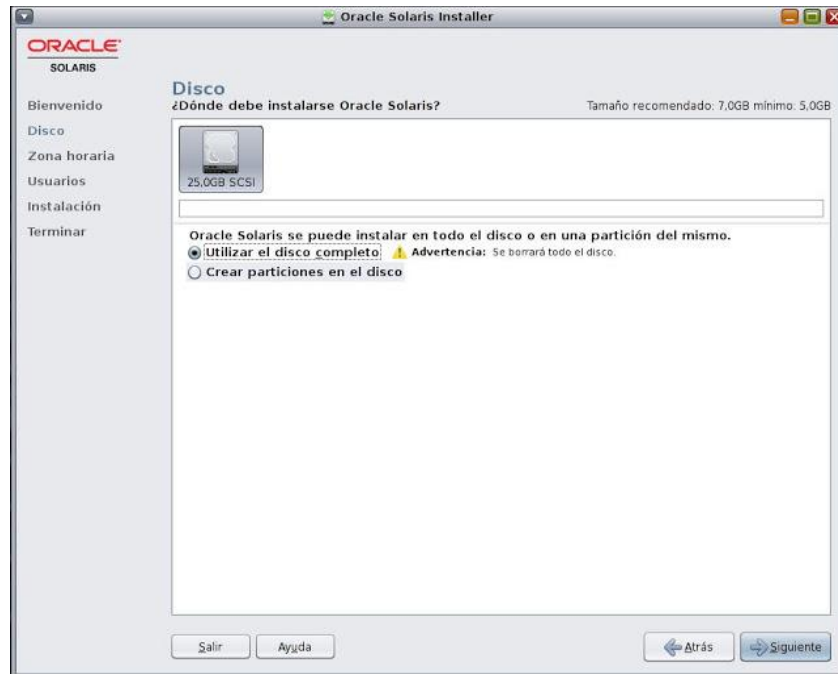 Oracle Solaris Installer
ORACLE
SOLARIS
Bienvenido
Disco
Zona horaria
Usuarios
Instalación
Terminar
Disco
¿Dónde debe instalarse Oracle Solaris?
Tamaño recomendado: 7,0GB mínimo: 5,0GB
25,0GB SCSI
Oracle Solaris se puede instalar en todo el disco o en una partición del mismo.
Utilizar el disco completo Advertencia: Se borrará todo el disco.
Crear particiones en el disco
Salir Ayuda Atrás Siguiente